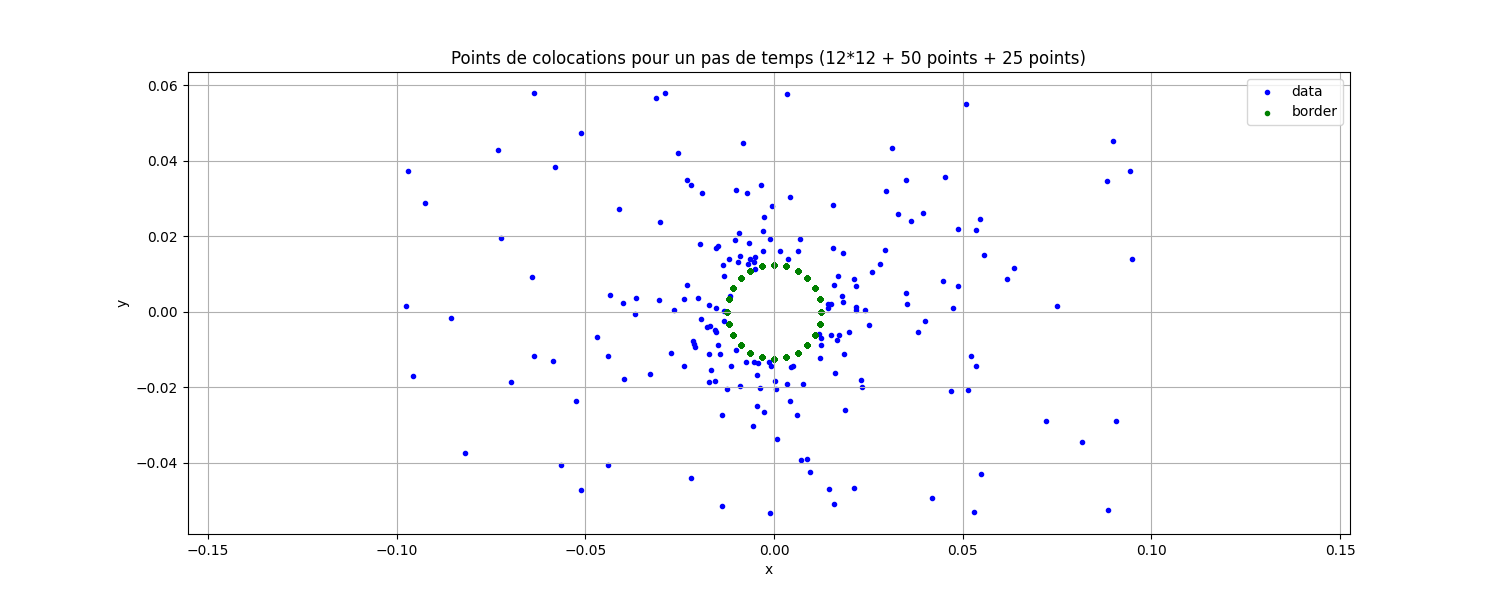 Points de colocations pour un pas de temps (12*12 + 50 points + 25 points)
data
border
0.06
0.04
0.02
0.00
−0.02
−0.04
y
−0.15
−0.10
−0.05
0.00
0.05
0.10
0.15
x